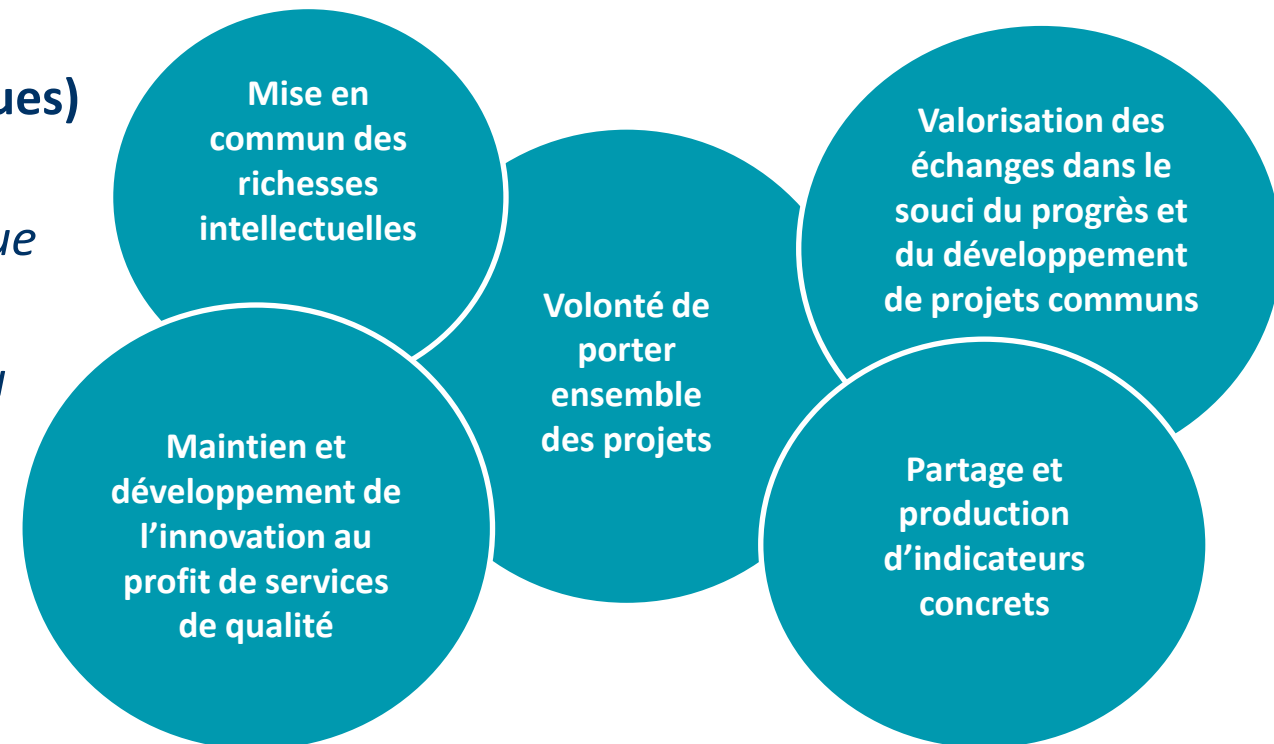 ues)
ue
Mise en
commun des
richesses
intellectuelles
Valorisation des
échanges dans le
souci du progrès et
du développement
de projets communs
Volonté de
porter
ensemble
des projets
Maintien et
développement de
l’innovation au
profit de services
de qualité
Partage et
production
d’indicateurs
concrets